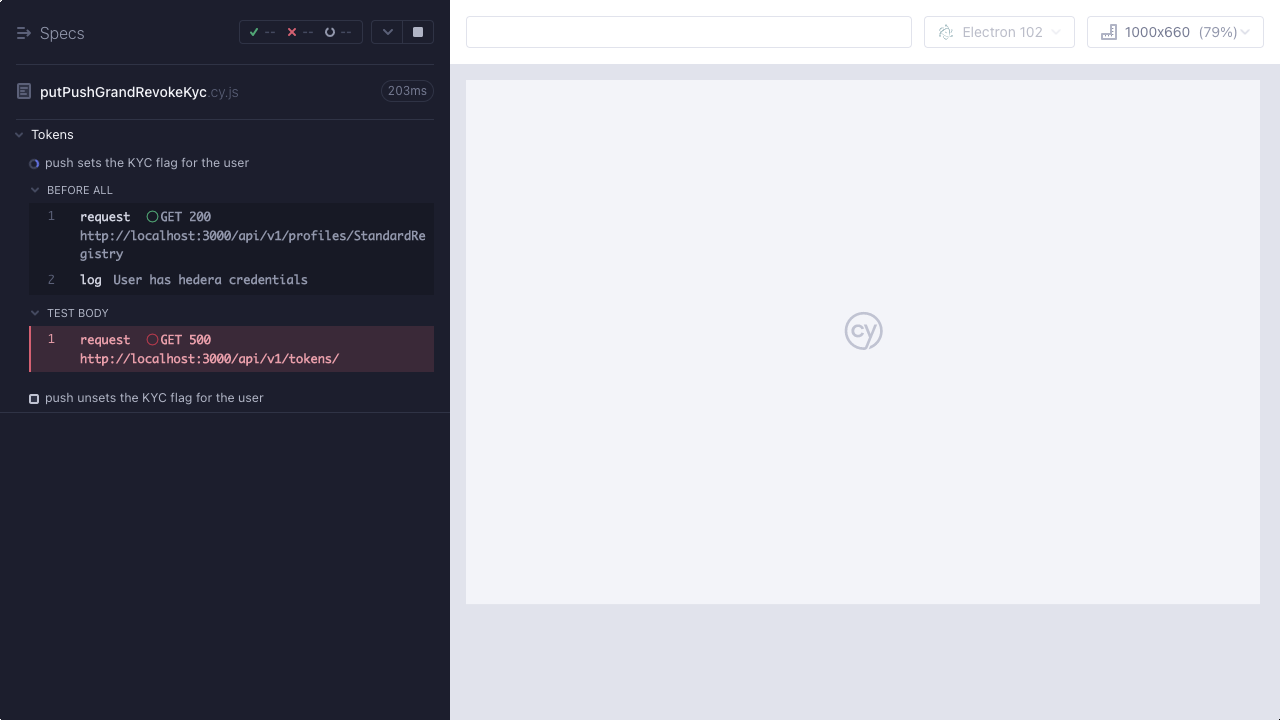 Specs
--
--
--
Electron 102
1000x660 (79%)
putPushGrandRevokeKyc.cy.js
203ms
Tokens
push sets the KYC flag for the user
BEFORE ALL
1 request GET 200
http://localhost:3000/api/v1/profiles/StandardRe
gistry
2 log User has hedera credentials
TEST BODY
1 request GET 500
http://localhost:3000/api/v1/tokens/
push unsets the KYC flag for the user
cy